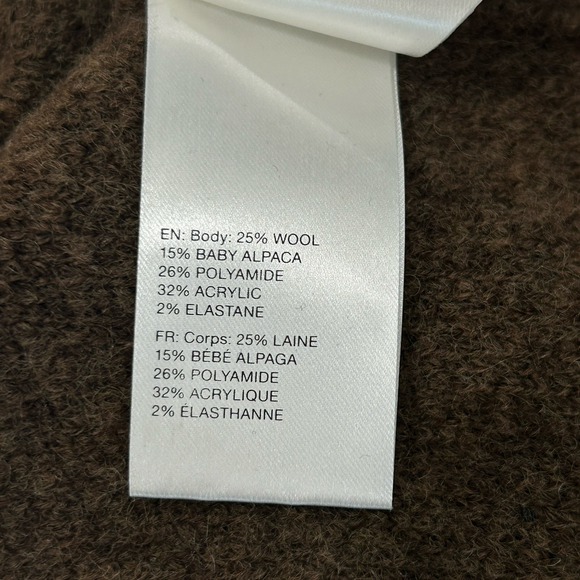 EN: Body: 25% WOOL
15% BABY ALPACA
26% POLYAMIDE
32% ACRYLIC
2% ELASTANE
FR: Corps: 25% LAINE
15% BÉBÉ ALPAGA
26% POLYAMIDE
32% ACRYLIQUE
2% ÉLASTHANNE